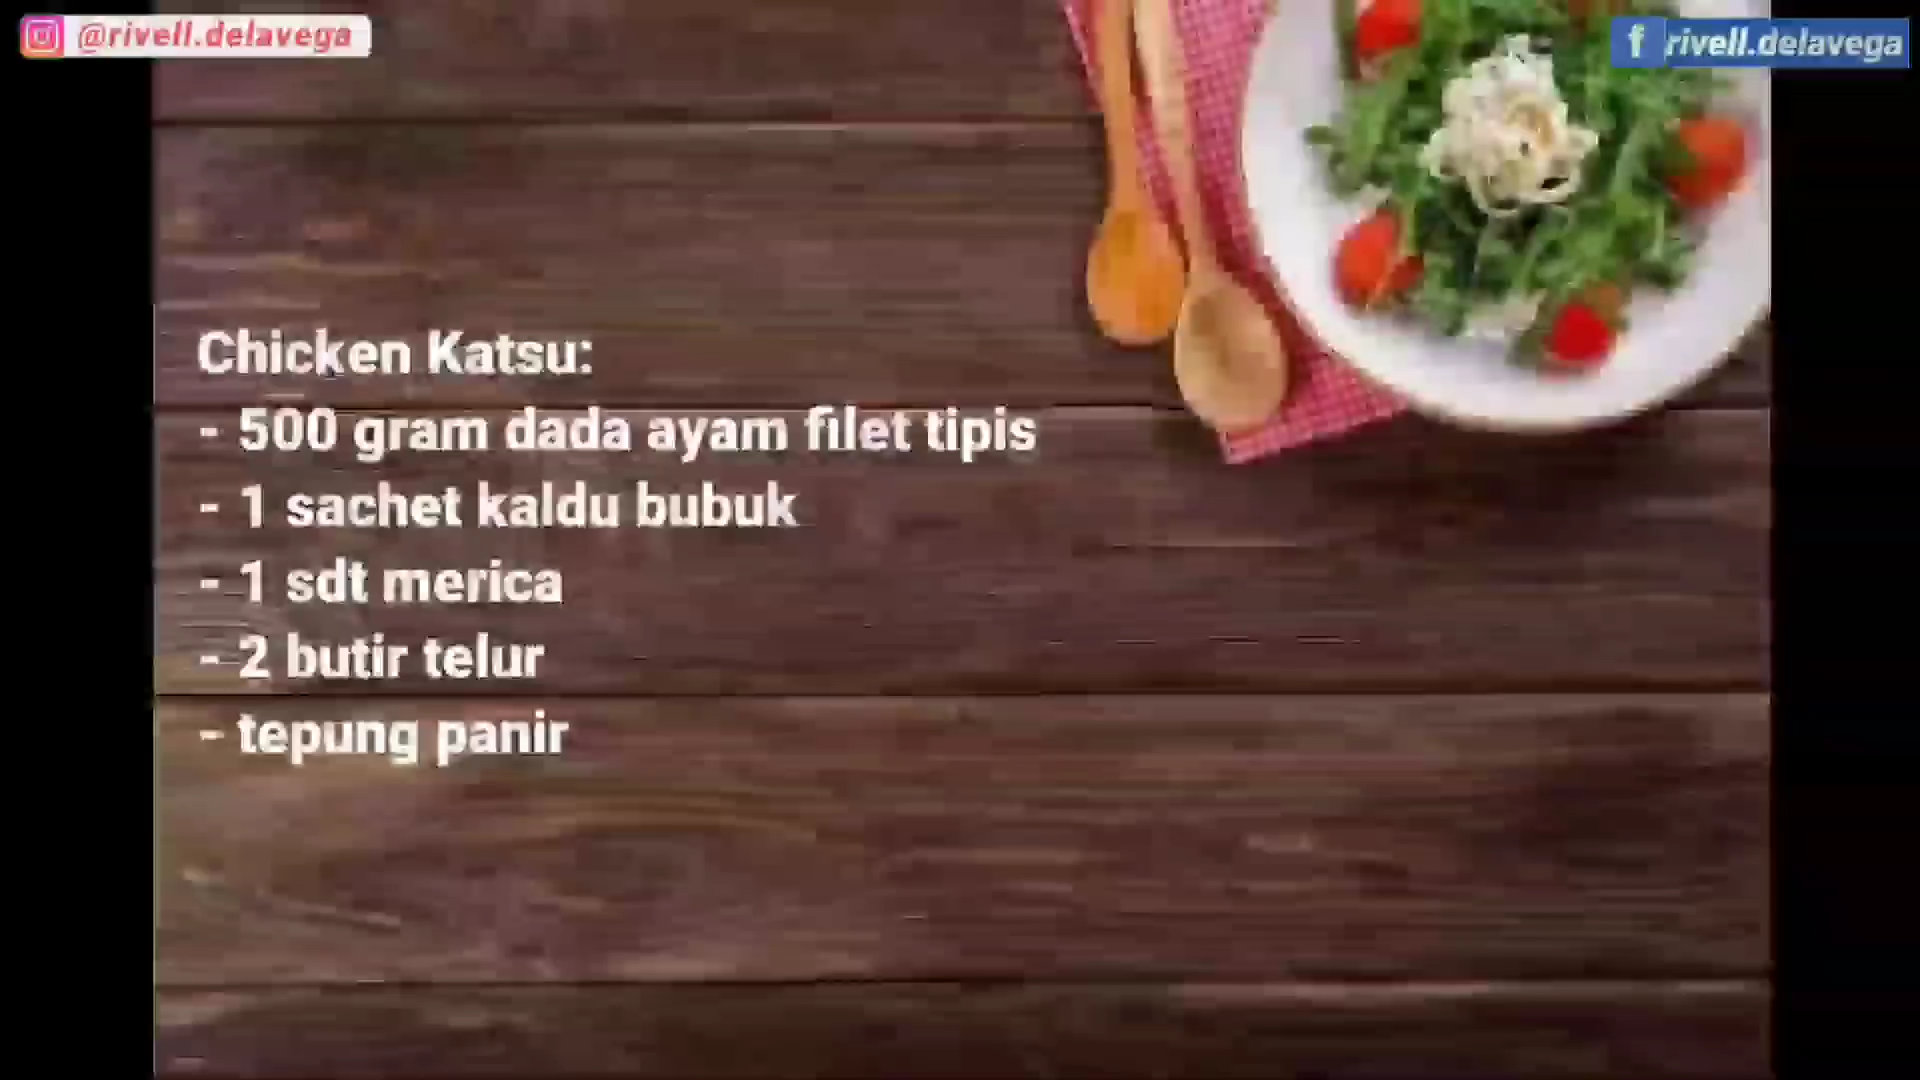 @rivell.delavega
f rivell.delavega
Chicken Katsu:
- 500 gram dada ayam filet tipis
- 1 sachet kaldu bubuk
- 1 sdt merica
- 2 butir telur
- tepung panir